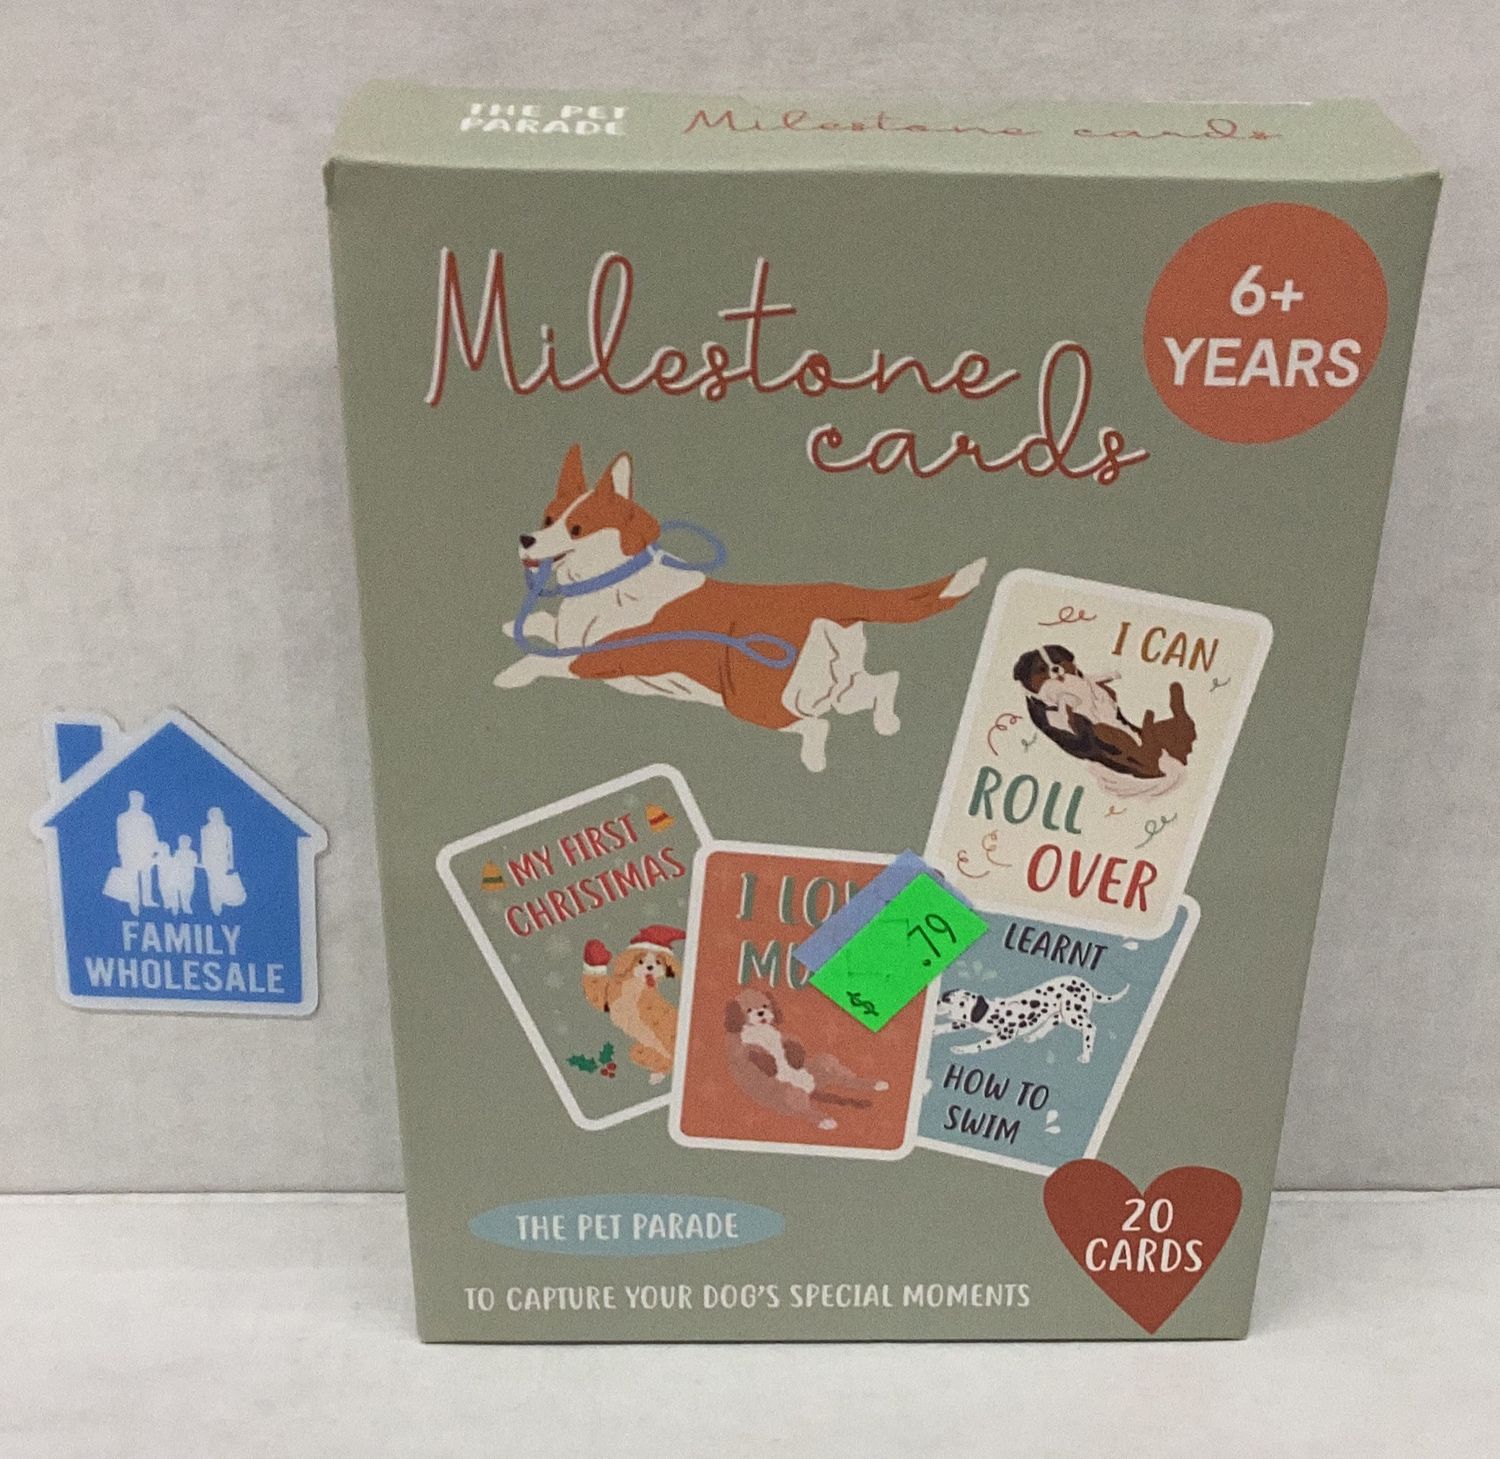 THE PET
PARADE
Milestone cards
Milestone
cards
6+
YEARS
I CAN
ROLL
OVER
MY FIRST
CHRISTMAS
I
$ .79
LEARNT
HOW TO
SWIM
FAMILY
WHOLESALE
THE PET PARADE
TO CAPTURE YOUR DOG'S SPECIAL MOMENTS
20
CARDS